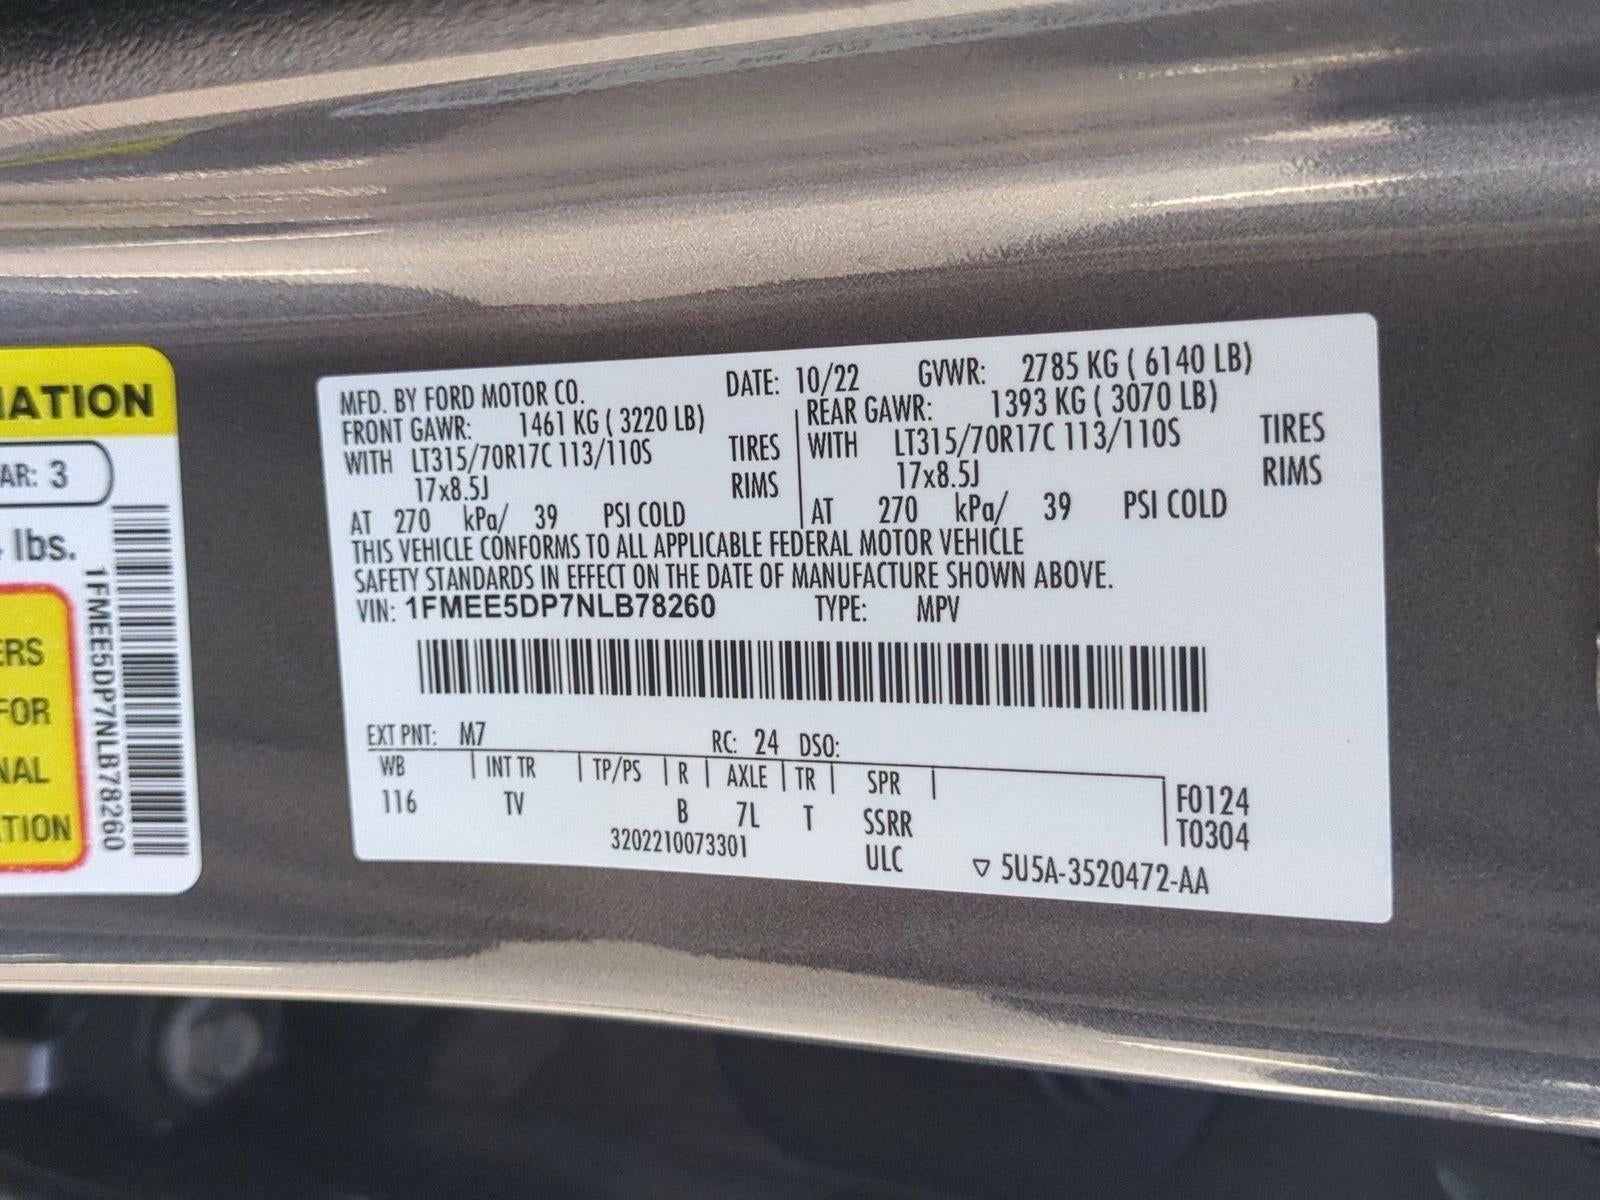 MATION
AR: 3
lbs.
ERS
FOR
NAL
TION
1FMEE5DP7NLB78260
MFD. BY FORD MOTOR CO. DATE: 10/22 GVWR: 2785 KG ( 6140 LB)
FRONT GAWR: 1461 KG ( 3220 LB) REAR GAWR: 1393 KG ( 3070 LB)
WITH LT315/70R17C 113/110S TIRES WITH LT315/70R17C 113/110S TIRES
17x8.5J RIMS 17x8.5J RIMS
AT 270 kPa/ 39 PSI COLD AT 270 kPa/ 39 PSI COLD
THIS VEHICLE CONFORMS TO ALL APPLICABLE FEDERAL MOTOR VEHICLE
SAFETY STANDARDS IN EFFECT ON THE DATE OF MANUFACTURE SHOWN ABOVE.
VIN: 1FMEE5DP7NLB78260 TYPE: MPV
EXT PNT: M7 RC: 24 DSO:
WB | INT TR | TP/PS | R | AXLE | TR | SPR | F0124
116 TV B 7L T SSRR T0304
3202210073301 ULC ▽ 5U5A-3520472-AA